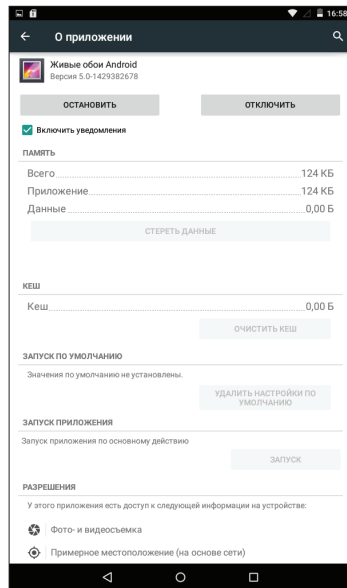 16:58
О приложении
Живые обои Android
Версия 5.0-1429382678
ОСТАНОВИТЬ ОТКЛЮЧИТЬ
Включить уведомления
ПАМЯТЬ
Всего 124 КБ
Приложение 124 КБ
Данные 0,00 Б
СТЕРЕТЬ ДАННЫЕ
КЕШ
Кеш 0,00 Б
ОЧИСТИТЬ КЕШ
ЗАПУСК ПО УМОЛЧАНИЮ
Значения по умолчанию не установлены.
УДАЛИТЬ НАСТРОЙКИ ПО
УМОЛЧАНИЮ
ЗАПУСК ПРИЛОЖЕНИЯ
Запуск приложения по основному действию
ЗАПУСК
РАЗРЕШЕНИЯ
У этого приложения есть доступ к следующей информации на устройстве:
Фото- и видеосъемка
Примерное местоположение (на основе сети)